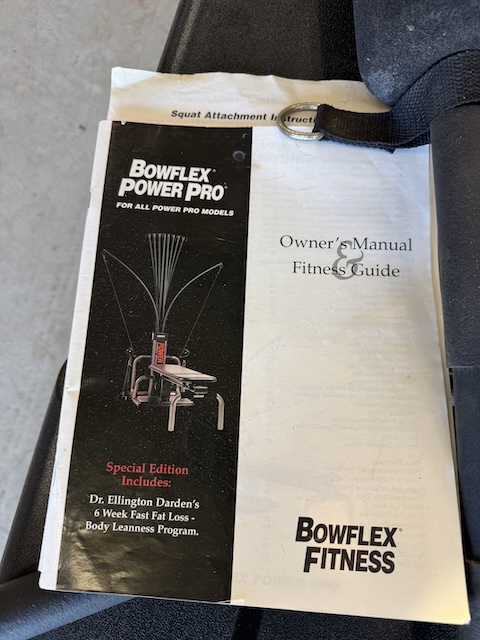 Squat Attachment
BOWFLEX®
POWER PRO®
FOR ALL POWER PRO MODELS
Owner's Manual
&
Fitness Guide
POWER
Special Edition
Includes:
Dr. Ellington Darden's
6 Week Fast Fat Loss -
Body Leanness Program.
BOWFLEX®
FITNESS